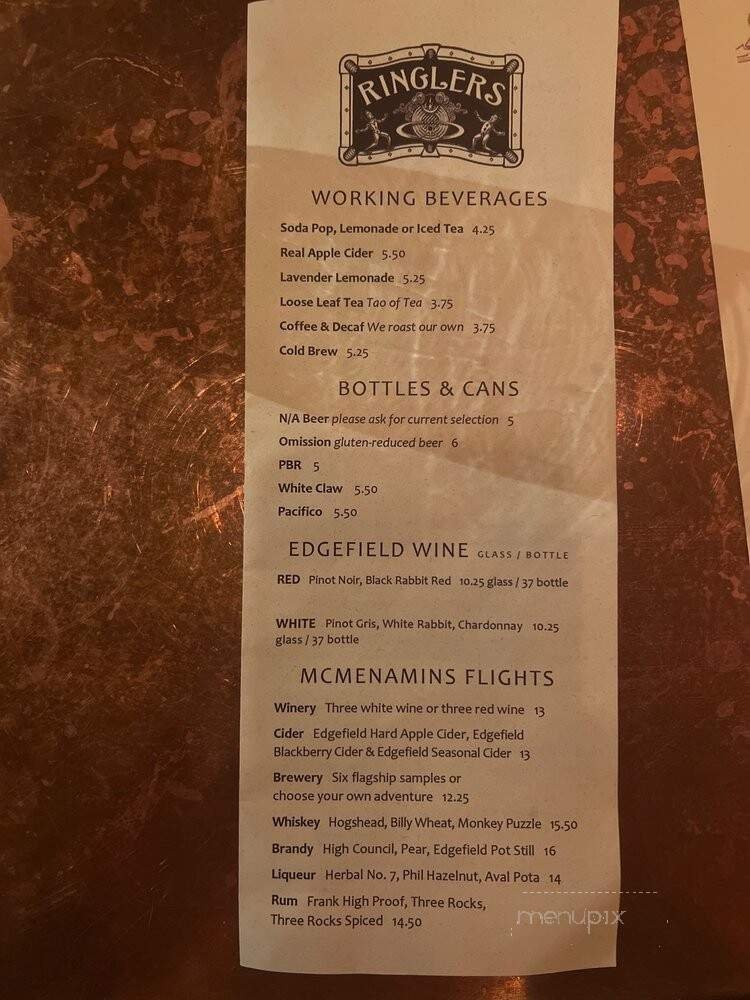 RINGLERS
WORKING BEVERAGES
Soda Pop, Lemonade or Iced Tea 4.25
Real Apple Cider 5.50
Lavender Lemonade 5.25
Loose Leaf Tea Tao of Tea 3.75
Coffee & Decaf We roast our own 3.75
Cold Brew 5.25
BOTTLES & CANS
N/A Beer please ask for current selection 5
Omission gluten-reduced beer 6
PBR 5
White Claw 5.50
Pacifico 5.50
EDGEFIELD WINE GLASS / BOTTLE
RED Pinot Noir, Black Rabbit Red 10.25 glass / 37 bottle
WHITE Pinot Gris, White Rabbit, Chardonnay 10.25
glass / 37 bottle
MCMENAMINS FLIGHTS
Winery Three white wine or three red wine 13
Cider Edgefield Hard Apple Cider, Edgefield
Blackberry Cider & Edgefield Seasonal Cider 13
Brewery Six flagship samples or
choose your own adventure 12.25
Whiskey Hogshead, Billy Wheat, Monkey Puzzle 15.50
Brandy High Council, Pear, Edgefield Pot Still 16
Liqueur Herbal No. 7, Phil Hazelnut, Aval Pota 14
Rum Frank High Proof, Three Rocks,
Three Rocks Spiced 14.50
menupix